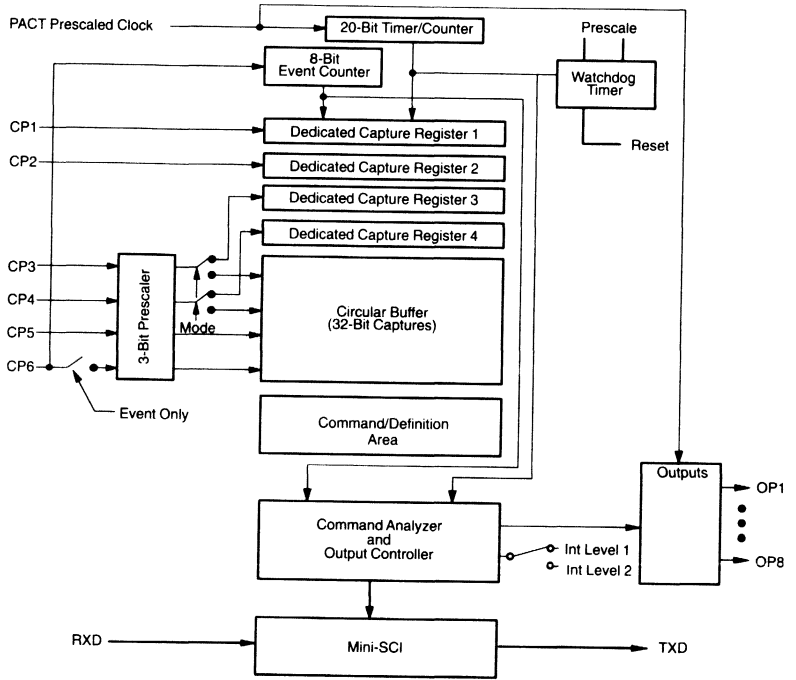 PACT Prescaled Clock
20-Bit Timer/Counter
Prescale
8-Bit
Event Counter
Watchdog
Timer
CP1
Dedicated Capture Register 1
Reset
CP2
Dedicated Capture Register 2
Dedicated Capture Register 3
Dedicated Capture Register 4
CP3
CP4
CP5
CP6
3-Bit Prescaler
Mode
Circular Buffer
(32-Bit Captures)
Event Only
Command/Definition
Area
Outputs
OP1
OP8
Command Analyzer
and
Output Controller
Int Level 1
Int Level 2
RXD
Mini-SCI
TXD